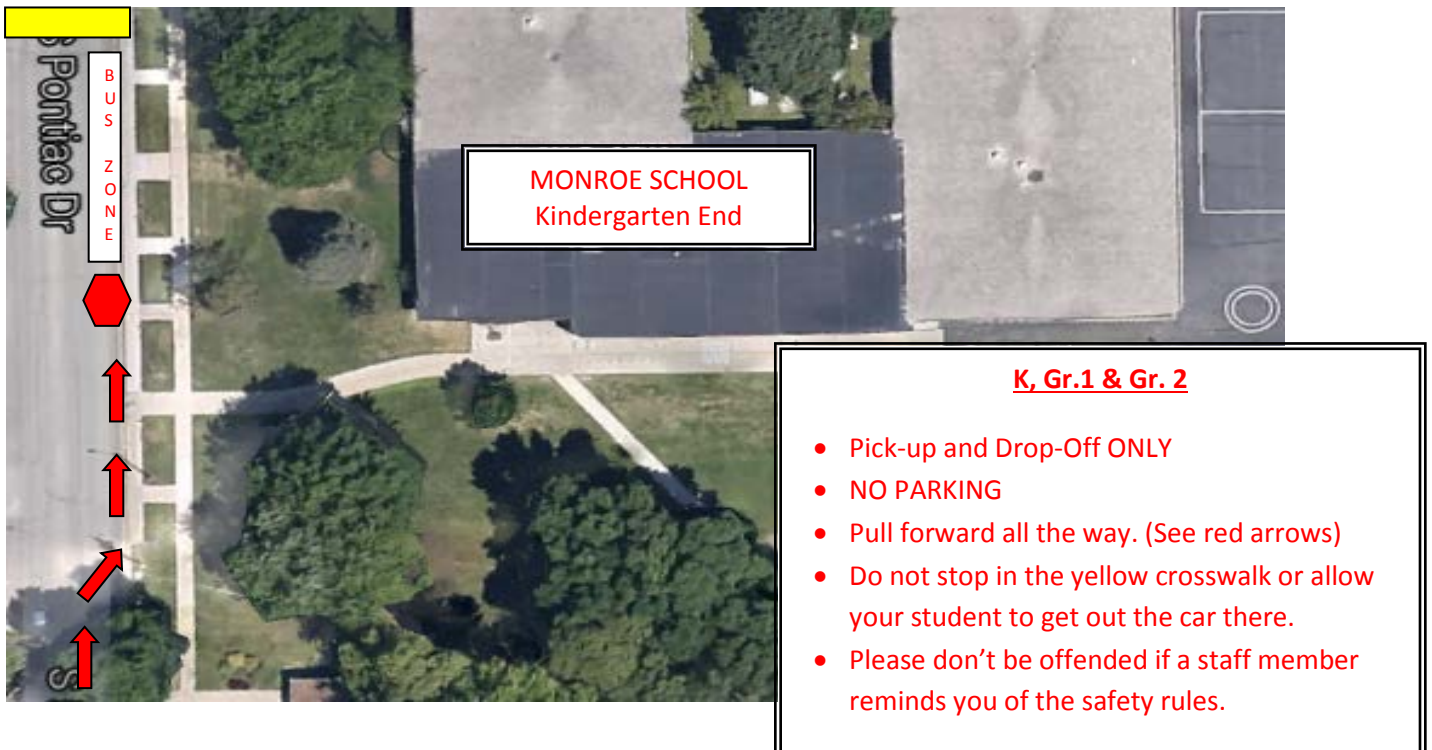 S Pontiac Dr
BUS ZONE
MONROE SCHOOL
Kindergarten End
K, Gr.1 & Gr. 2
• Pick-up and Drop-Off ONLY
• NO PARKING
• Pull forward all the way. (See red arrows)
• Do not stop in the yellow crosswalk or allow
your student to get out the car there.
• Please don’t be offended if a staff member
reminds you of the safety rules.
S